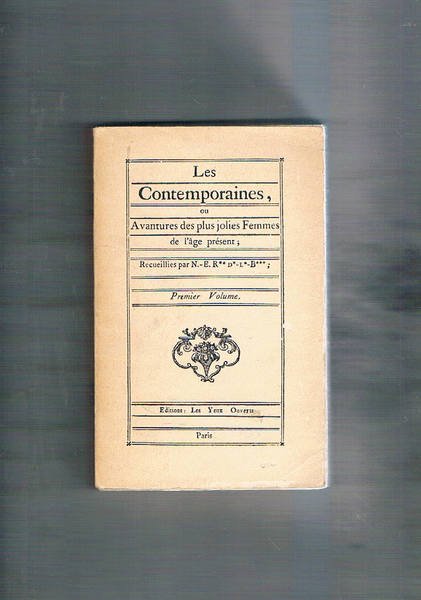 Les
Contemporaines,
ou
Avantures des plus jolies Femmes
de l'âge présent;
Recueillies par N.-E. R** D*-L*-B***;
Premier Volume.
Editions: Les Yeux Ouverts
Paris